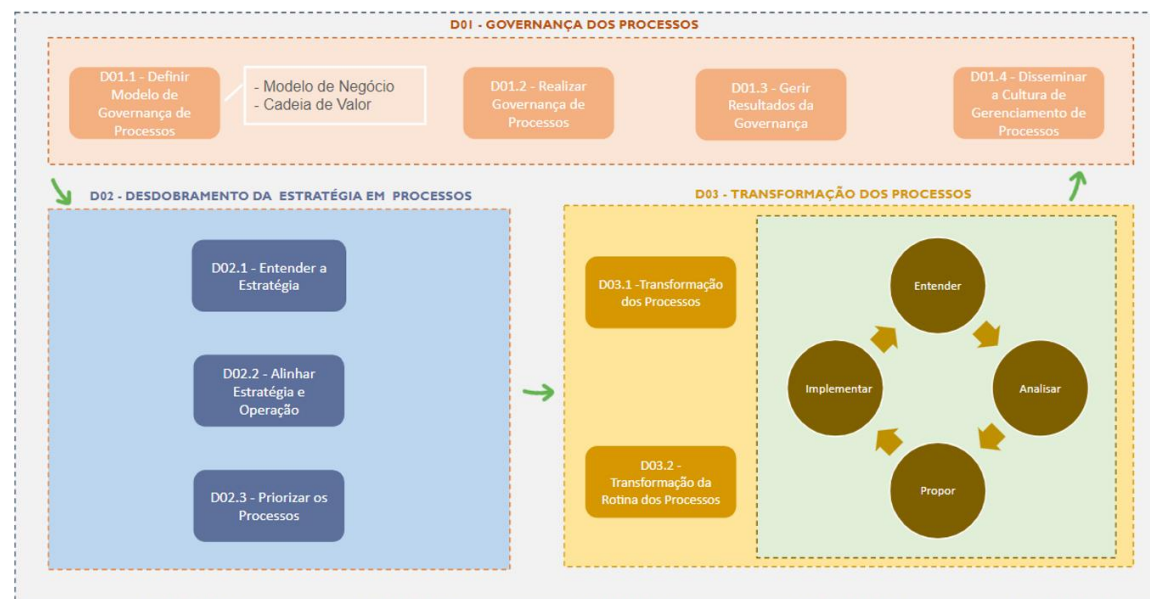 D01 - GOVERNANÇA DOS PROCESSOS
D01.1 - Definir
Modelo de
Governança de
Processos
- Modelo de Negócio
- Cadeia de Valor
D01.2 - Realizar
Governança de
Processos
D01.3 - Gerir
Resultados da
Governança
D01.4 - Disseminar
a Cultura de
Gerenciamento de
Processos
D02 - DESDOBRAMENTO DA ESTRATÉGIA EM PROCESSOS
D02.1 - Entender a
Estratégia
D02.2 - Alinhar
Estratégia e
Operação
D02.3 - Priorizar os
Processos
D03 - TRANSFORMAÇÃO DOS PROCESSOS
D03.1 -Transformação
dos Processos
D03.2 -
Transformação da
Rotina dos Processos
Entender
Analisar
Propor
Implementar